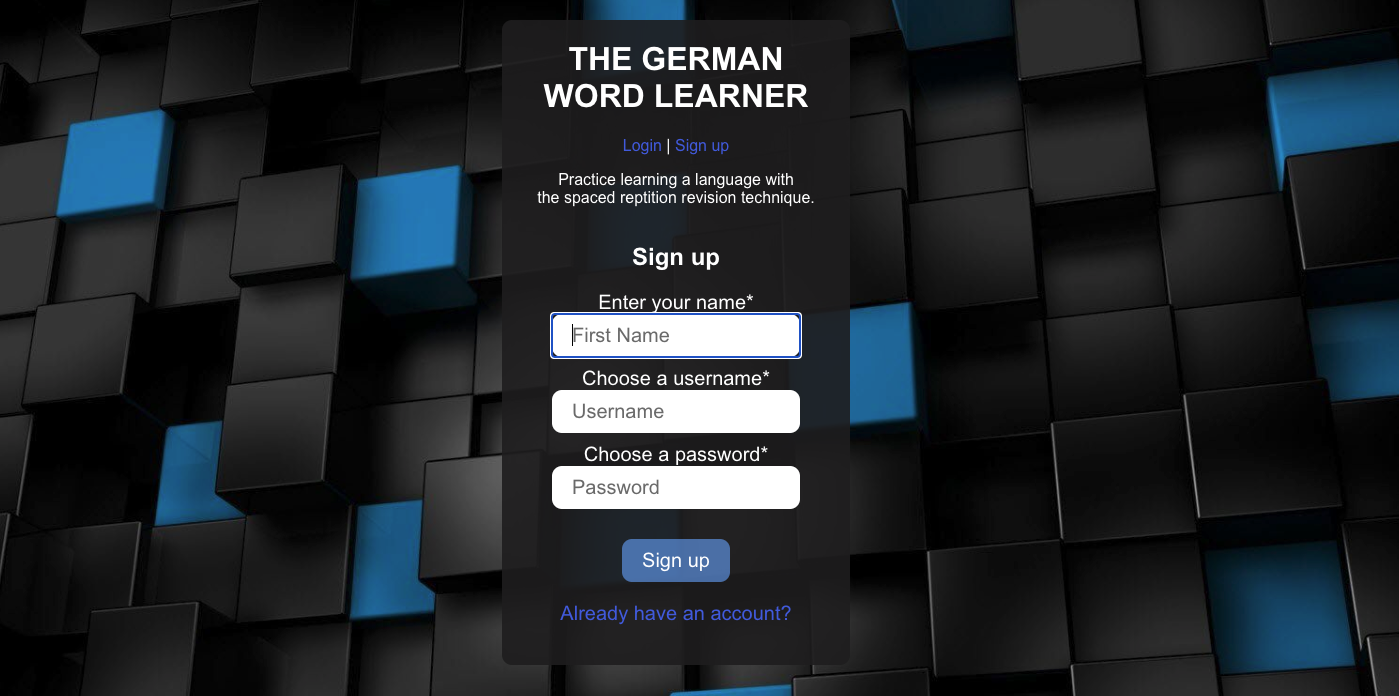 THE GERMAN
WORD LEARNER
Login | Sign up
Practice learning a language with
the spaced reptition revision technique.
Sign up
Enter your name*
First Name
Choose a username*
Username
Choose a password*
Password
Sign up
Already have an account?